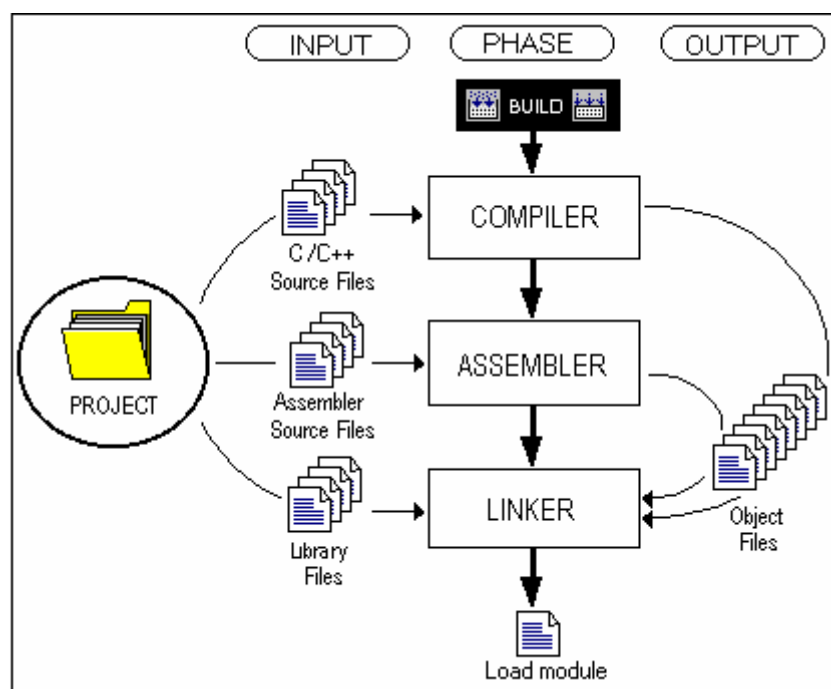 INPUT
PHASE
OUTPUT
BUILD
COMPILER
C/C++
Source Files
PROJECT
Assembler
Source Files
ASSEMBLER
Library
Files
LINKER
Object
Files
Load module